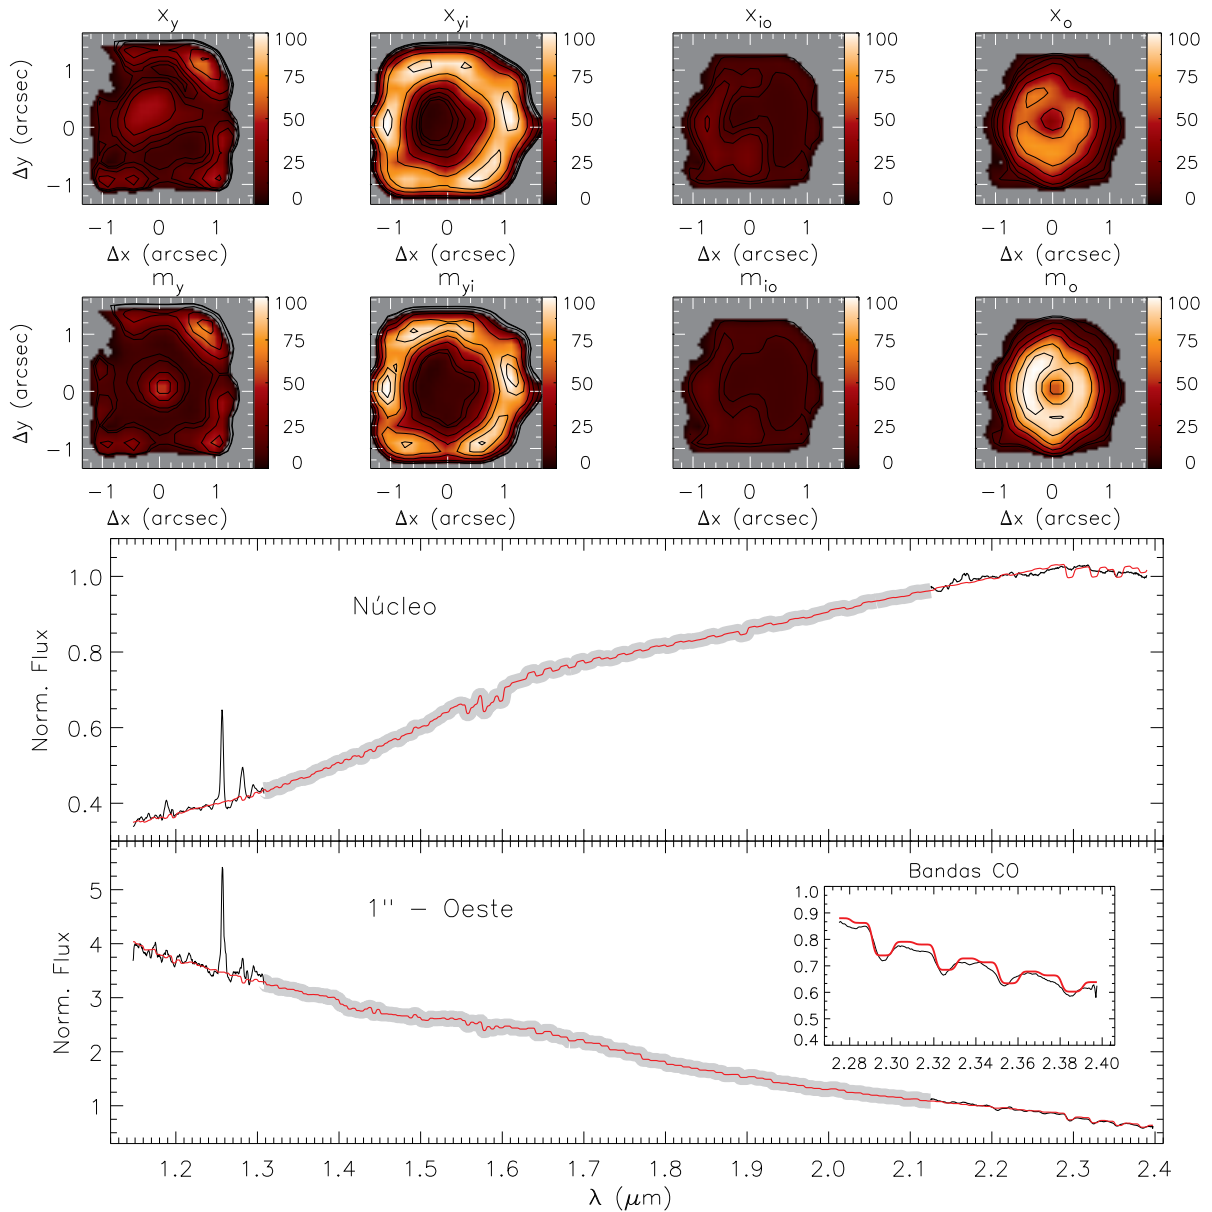 x_y x_yi x_io x_o
Δy (arcsec) 1 0 −1 100 75 50 25 0 100 75 50 25 0 100 75 50 25 0 100 75 50 25 0
−1 0 1 −1 0 1 −1 0 1 −1 0 1
Δx (arcsec) Δx (arcsec) Δx (arcsec) Δx (arcsec)
m_y m_yi m_io m_o
Δy (arcsec) 1 0 −1 100 75 50 25 0 100 75 50 25 0 100 75 50 25 0 100 75 50 25 0
−1 0 1 −1 0 1 −1 0 1 −1 0 1
Δx (arcsec) Δx (arcsec) Δx (arcsec) Δx (arcsec)
Norm. Flux
1.0
0.8
0.6
0.4
Núcleo
Norm. Flux
5
4
3
2
1
1" − Oeste
Bandas CO
1.0
0.9
0.8
0.7
0.6
0.5
0.4
2.28 2.30 2.32 2.34 2.36 2.38 2.40
1.2 1.3 1.4 1.5 1.6 1.7 1.8 1.9 2.0 2.1 2.2 2.3 2.4
λ (μm)